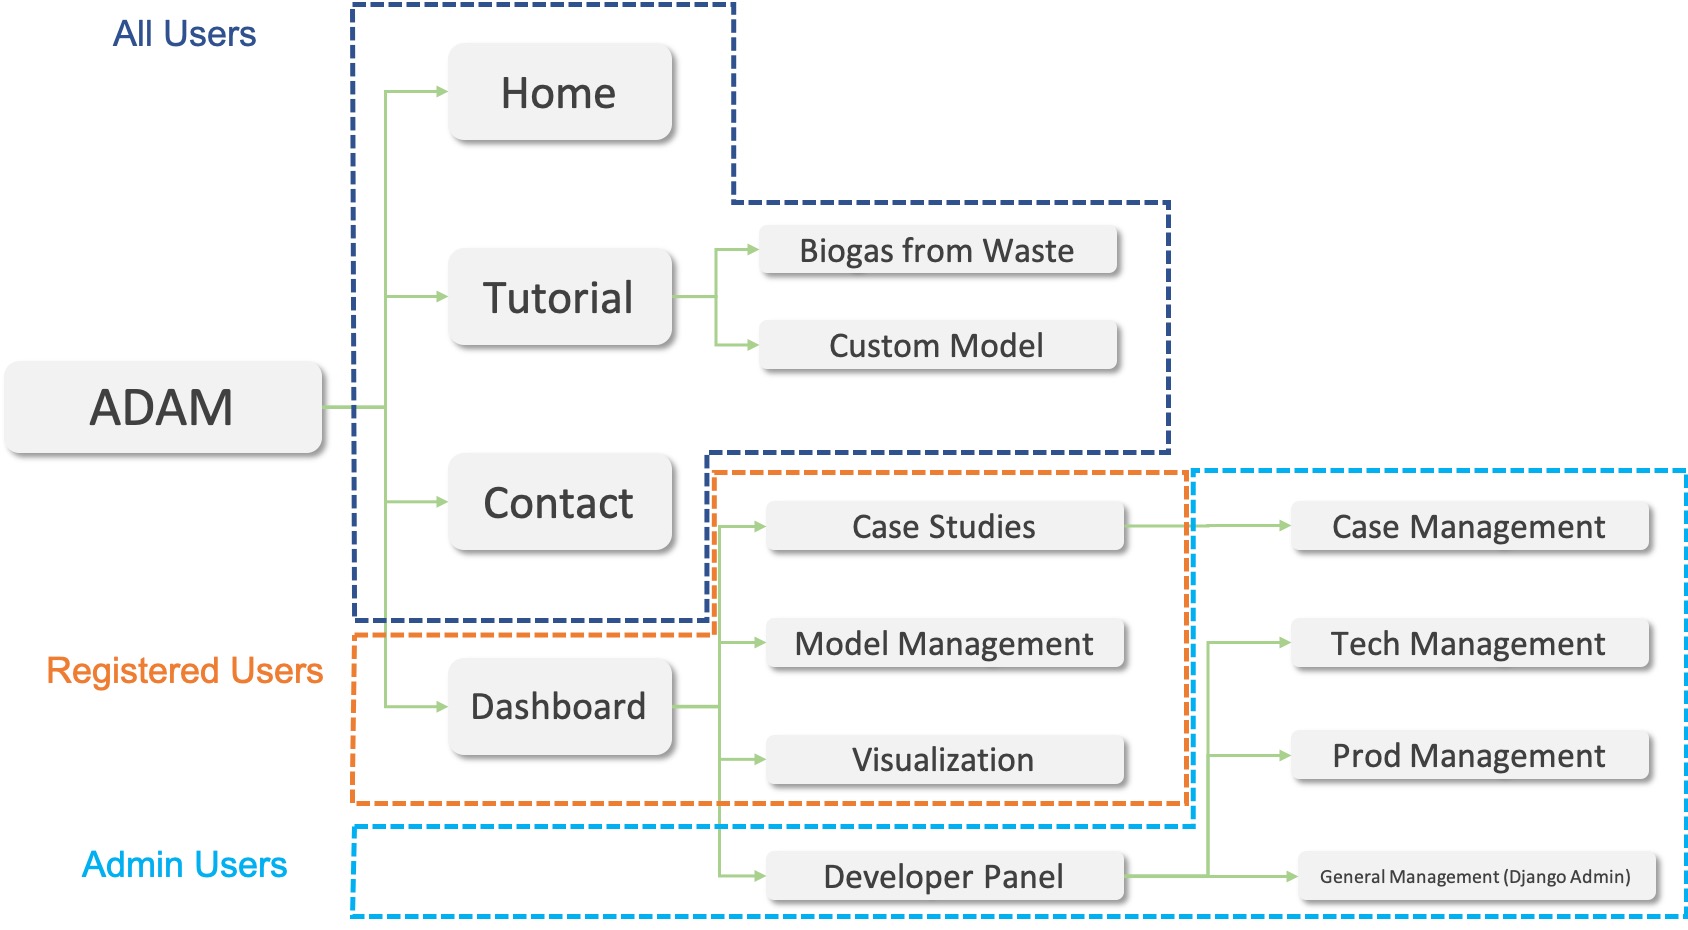 All Users
Home
Tutorial
Biogas from Waste
Custom Model
ADAM
Contact
Case Studies
Case Management
Registered Users
Model Management
Tech Management
Dashboard
Visualization
Prod Management
Admin Users
Developer Panel
General Management (Django Admin)